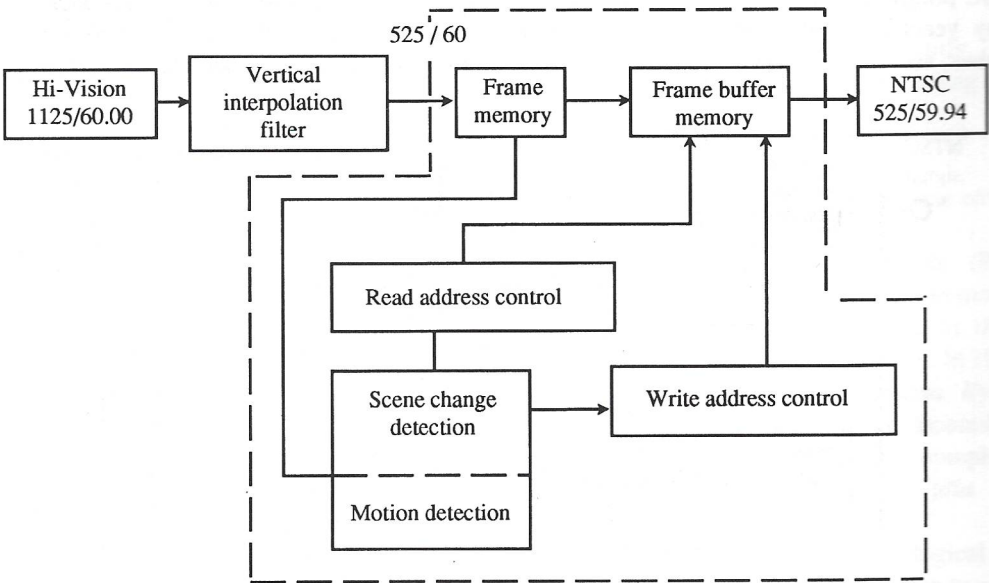 525 / 60
Hi-Vision
1125/60.00
Vertical
interpolation
filter
Frame
memory
Frame buffer
memory
NTSC
525/59.94
Read address control
Scene change
detection
Write address control
Motion detection